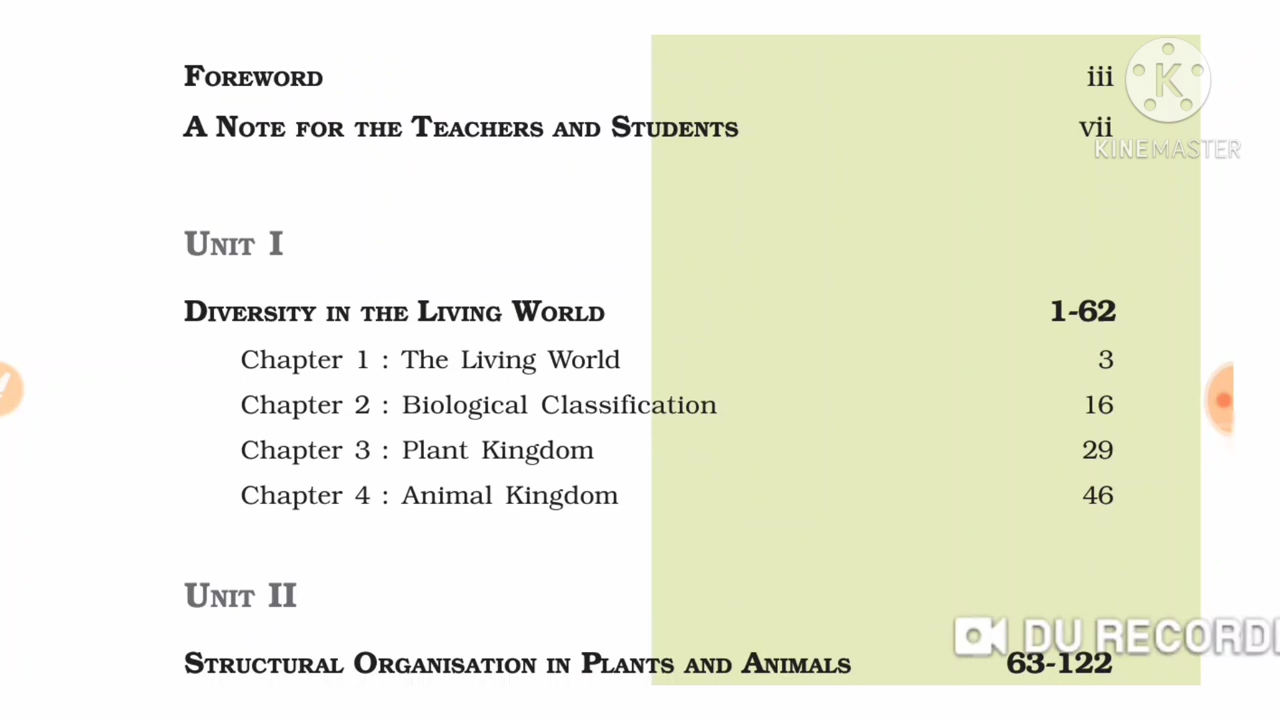 FOREWORD iii
A NOTE FOR THE TEACHERS AND STUDENTS vii
KINEMASTER
UNIT I
DIVERSITY IN THE LIVING WORLD 1-62
Chapter 1 : The Living World 3
Chapter 2 : Biological Classification 16
Chapter 3 : Plant Kingdom 29
Chapter 4 : Animal Kingdom 46
UNIT II
DU RECORDE
STRUCTURAL ORGANISATION IN PLANTS AND ANIMALS 63-122